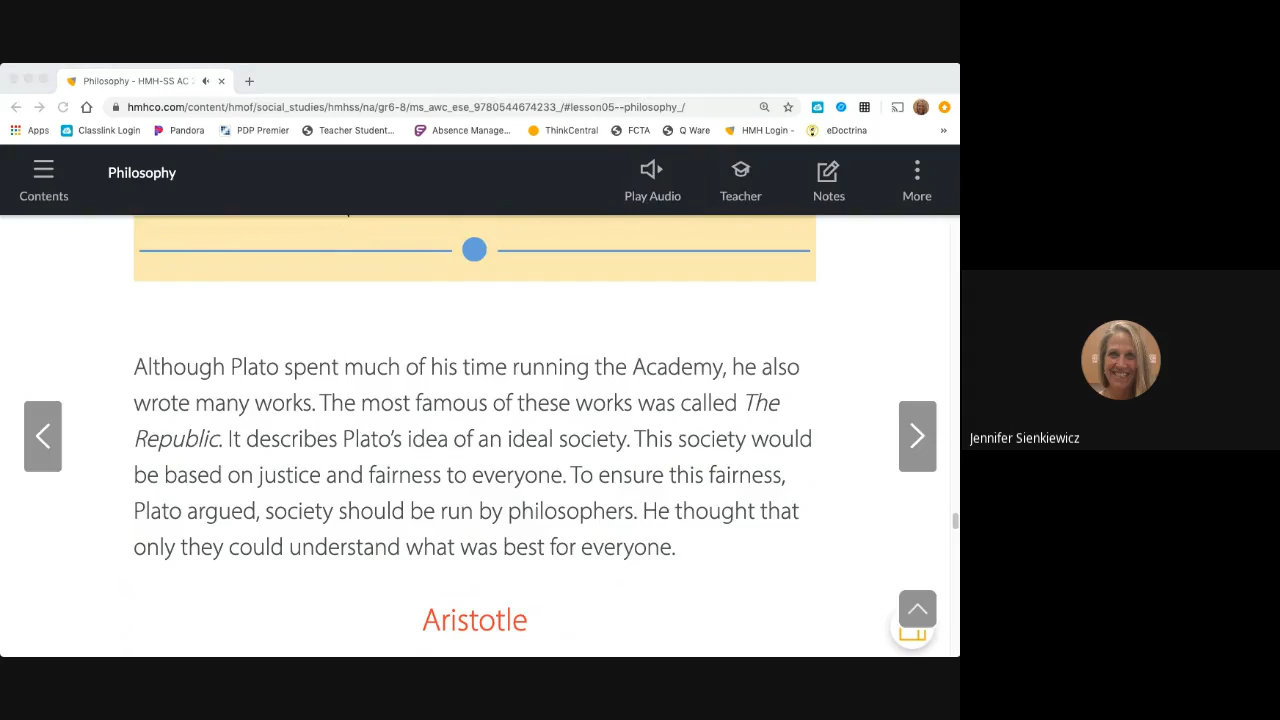 Philosophy - HMH-SS AC
hmhco.com/content/hmof/social_studies/hmhss/na/gr6-8/ms_awc_ese_9780544674233_/#lesson05--philosophy_/
Apps Classlink Login Pandora PDP Premier Teacher Student... Absence Manage... ThinkCentral FCTA Q Ware HMH Login - eDoctrina »
Contents Philosophy Play Audio Teacher Notes More
Although Plato spent much of his time running the Academy, he also
wrote many works. The most famous of these works was called The
Republic. It describes Plato's idea of an ideal society. This society would
be based on justice and fairness to everyone. To ensure this fairness,
Plato argued, society should be run by philosophers. He thought that
only they could understand what was best for everyone.
Aristotle
Jennifer Sienkiewicz